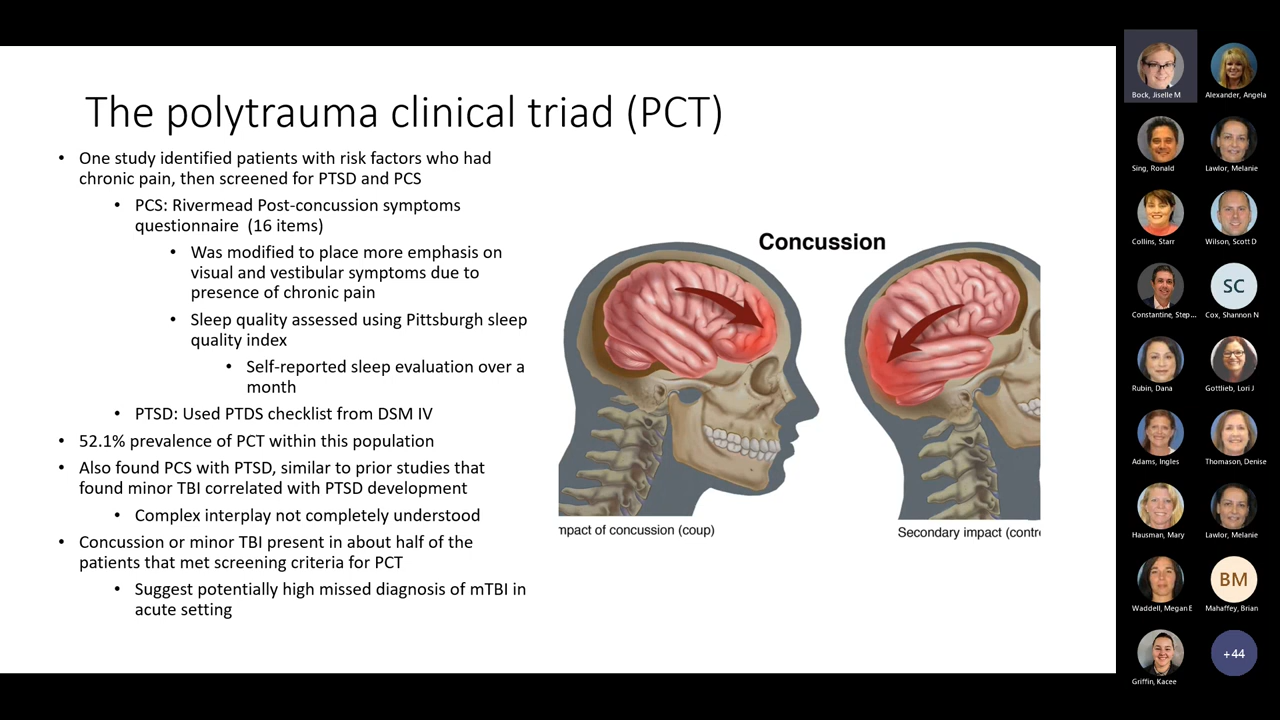 The polytrauma clinical triad (PCT)
• One study identified patients with risk factors who had
chronic pain, then screened for PTSD and PCS
• PCS: Rivermead Post-concussion symptoms
questionnaire (16 items)
• Was modified to place more emphasis on
visual and vestibular symptoms due to
presence of chronic pain
• Sleep quality assessed using Pittsburgh sleep
quality index
• Self-reported sleep evaluation over a
month
• PTSD: Used PTDS checklist from DSM IV
• 52.1% prevalence of PCT within this population
• Also found PCS with PTSD, similar to prior studies that
found minor TBI correlated with PTSD development
• Complex interplay not completely understood
• Concussion or minor TBI present in about half of the
patients that met screening criteria for PCT
• Suggest potentially high missed diagnosis of mTBI in
acute setting
Concussion
mpact of concussion (coup)
Secondary impact (contre
Bock, Jiselle M
Alexander, Angela
Sing, Ronald
Lawlor, Melanie
Collins, Starr
Wilson, Scott D
Constantine, Step...
SC
Cox, Shannon N
Rubin, Dana
Gottlieb, Lori J
Adams, Ingles
Thomason, Denise
Hausman, Mary
Lawlor, Melanie
Waddell, Megan E
BM
Mahaffey, Brian
Griffin, Kacee
+44